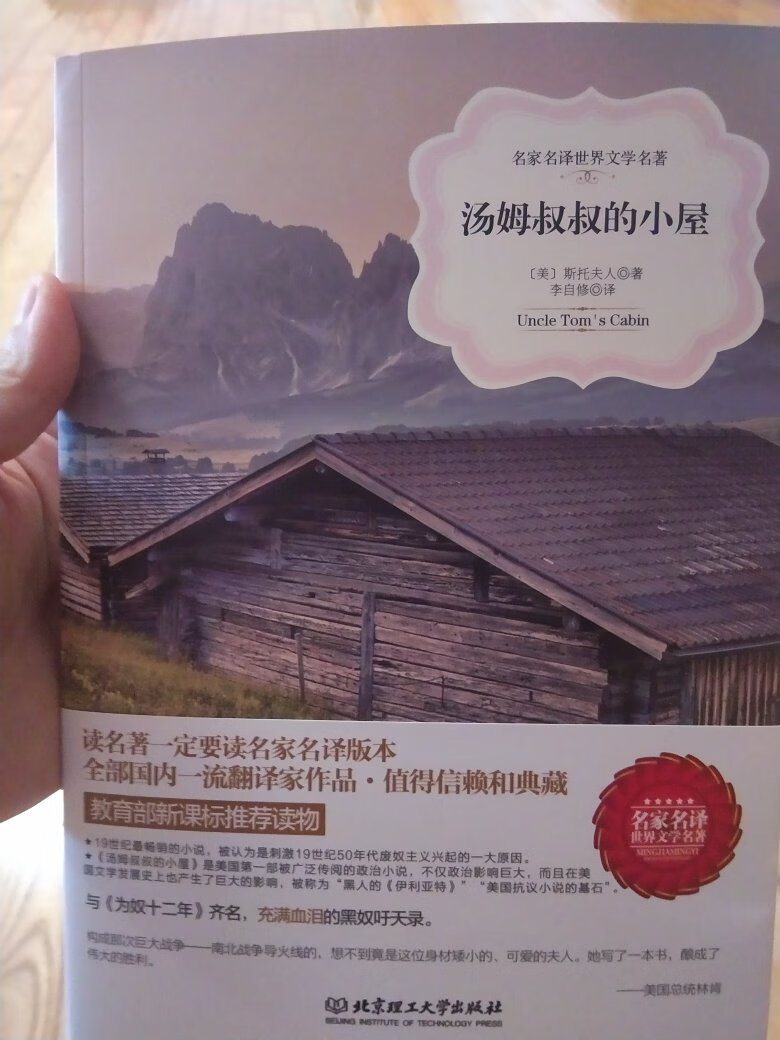 名家名译世界文学名著
汤姆叔叔的小屋
〔美〕斯托夫人◎著
李自修◎译
Uncle Tom's Cabin
读名著一定要读名家名译版本
全部国内一流翻译家作品·值得信赖和典藏
教育部新课标推荐读物
★19世纪最畅销的小说，被认为是刺激19世纪50年代废奴主义兴起的一大原因。
★《汤姆叔叔的小屋》是美国第一部被广泛传阅的政治小说，不仅政治影响巨大，而且在美
国文学发展史上也产生了巨大的影响，被称为“黑人的《伊利亚特》”“美国抗议小说的基石”。
与《为奴十二年》齐名，充满血泪的黑奴吁天录。
构成那次巨大战争——南北战争导火线的，想不到竟是这位身材矮小的、可爱的夫人。她写了一本书，酿成了
伟大的胜利。
——美国总统林肯
★★★★★
名家名译
世界文学名著
MINGJIAMINGYI
北京理工大学出版社
BEIJING INSTITUTE OF TECHNOLOGY PRESS